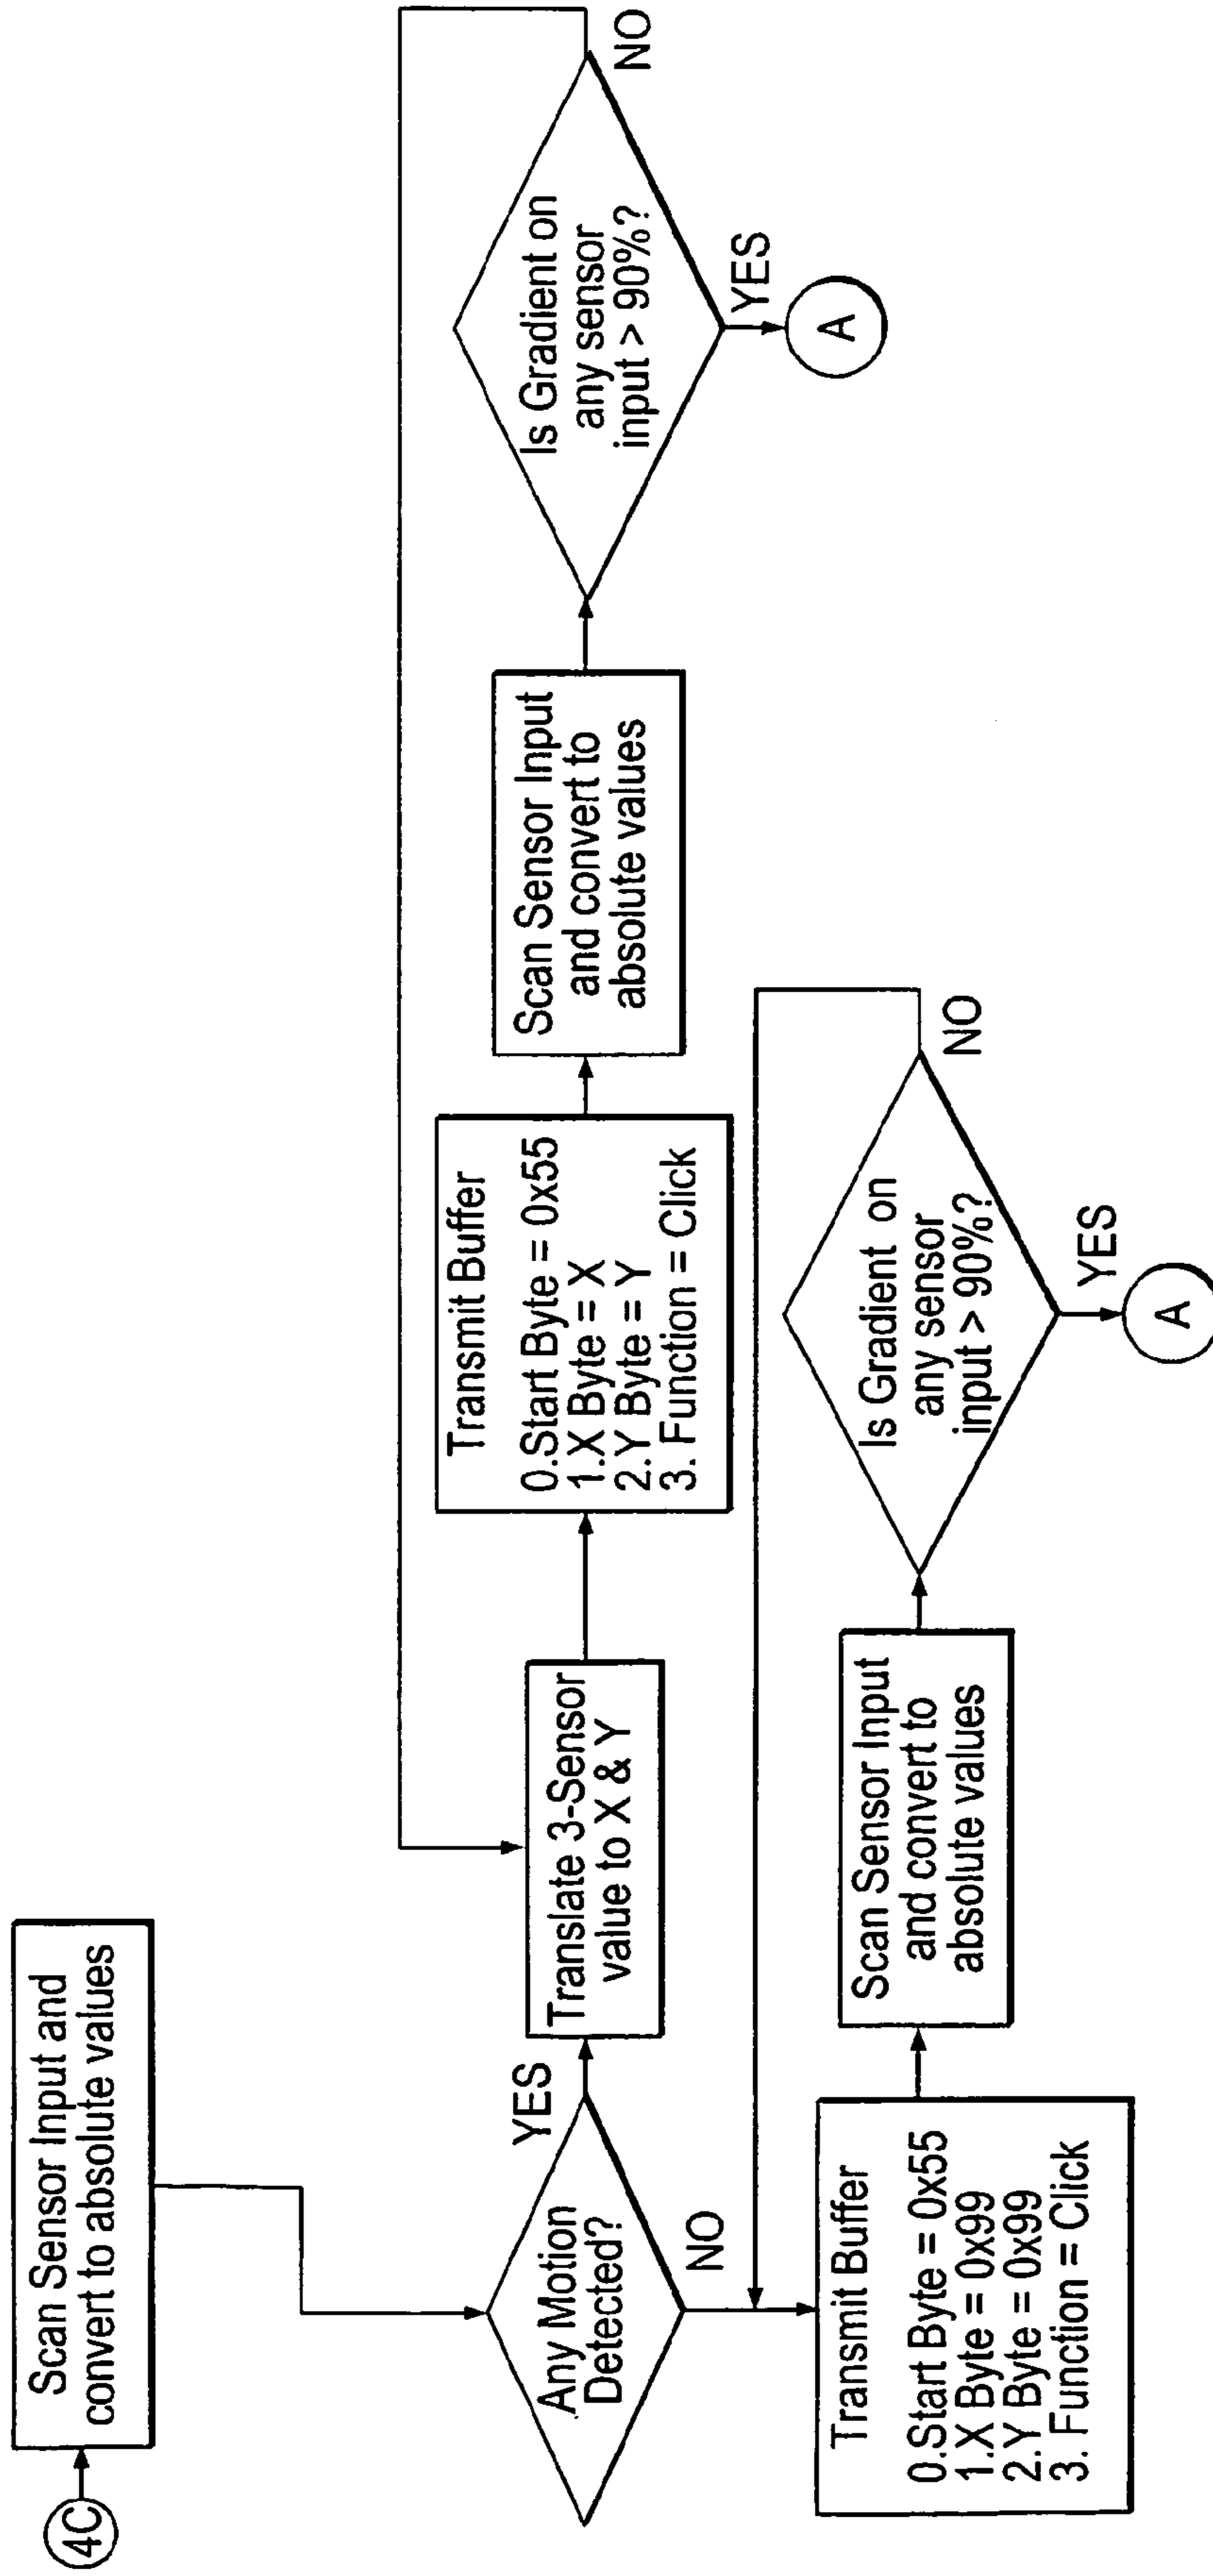 4C
Scan Sensor Input and
convert to absolute values
Any Motion
Detected?
YES
NO
Translate 3-Sensor
value to X & Y
Transmit Buffer
0.Start Byte = 0x55
1.X Byte = X
2.Y Byte = Y
3. Function = Click
Scan Sensor Input
and convert to
absolute values
Is Gradient on
any sensor
input > 90%?
NO
YES
A
Transmit Buffer
0.Start Byte = 0x55
1.X Byte = 0x99
2.Y Byte = 0x99
3. Function = Click
Scan Sensor Input
and convert to
absolute values
Is Gradient on
any sensor
input > 90%?
NO
YES
A